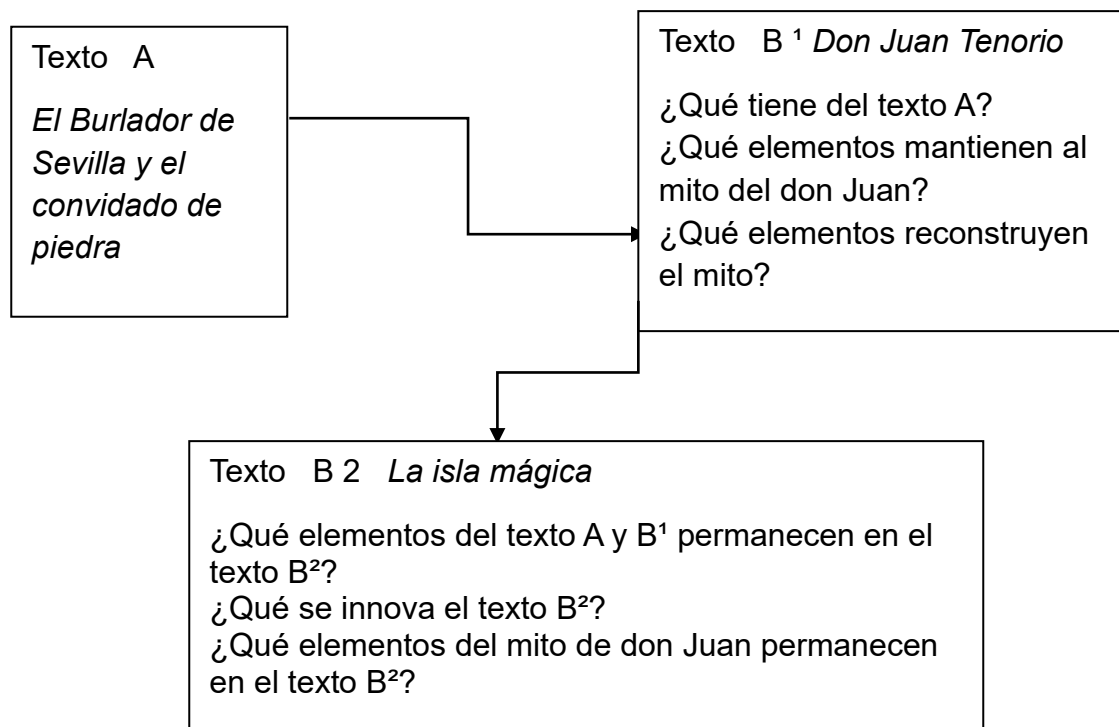 Texto A
El Burlador de
Sevilla y el
convidado de
piedra
Texto B ¹ Don Juan Tenorio
¿Qué tiene del texto A?
¿Qué elementos mantienen al
mito del don Juan?
¿Qué elementos reconstruyen
el mito?
Texto B 2 La isla mágica
¿Qué elementos del texto A y B¹ permanecen en el
texto B²?
¿Qué se innova el texto B²?
¿Qué elementos del mito de don Juan permanecen
en el texto B²?